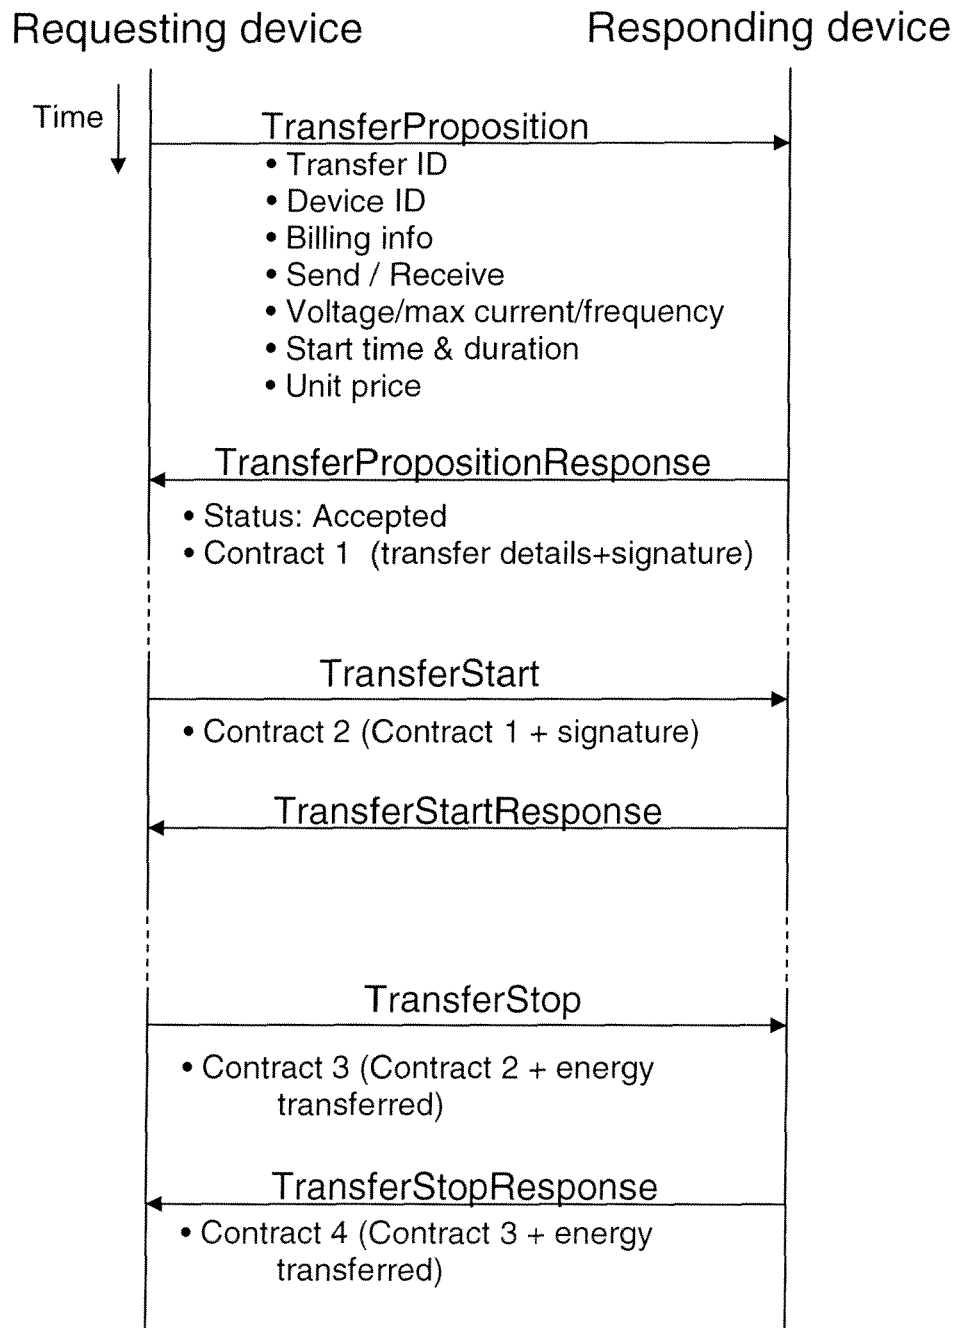 Requesting device
Responding device
Time
TransferProposition
• Transfer ID
• Device ID
• Billing info
• Send / Receive
• Voltage/max current/frequency
• Start time & duration
• Unit price
TransferPropositionResponse
• Status: Accepted
• Contract 1 (transfer details+signature)
TransferStart
• Contract 2 (Contract 1 + signature)
TransferStartResponse
TransferStop
• Contract 3 (Contract 2 + energy
transferred)
TransferStopResponse
• Contract 4 (Contract 3 + energy
transferred)